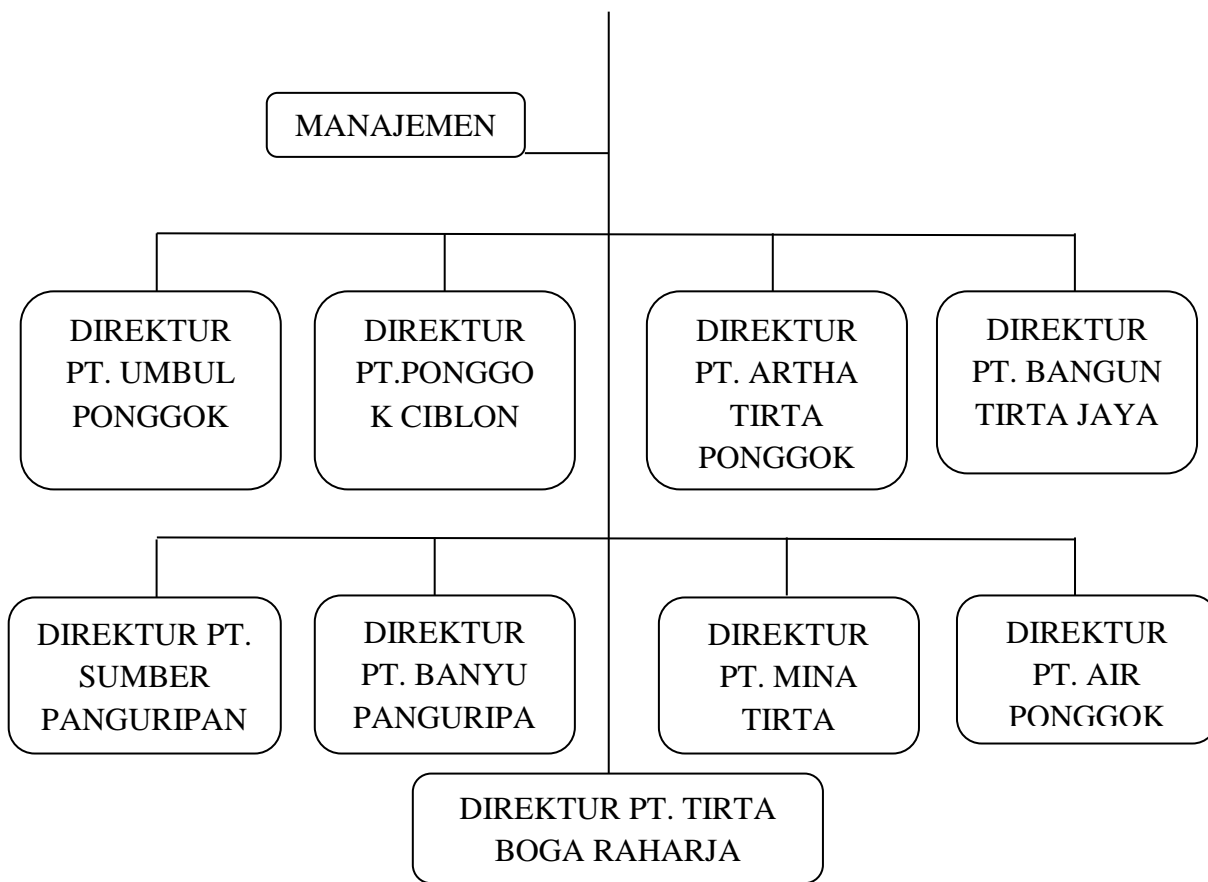 MANAJEMEN
DIREKTUR
PT. UMBUL
PONGGOK
DIREKTUR
PT.PONGGO
K CIBLON
DIREKTUR
PT. ARTHA
TIRTA
PONGGOK
DIREKTUR
PT. BANGUN
TIRTA JAYA
DIREKTUR PT.
SUMBER
PANGURIPAN
DIREKTUR
PT. BANYU
PANGURIPA
DIREKTUR
PT. MINA
TIRTA
DIREKTUR
PT. AIR
PONGGOK
DIREKTUR PT. TIRTA
BOGA RAHARJA